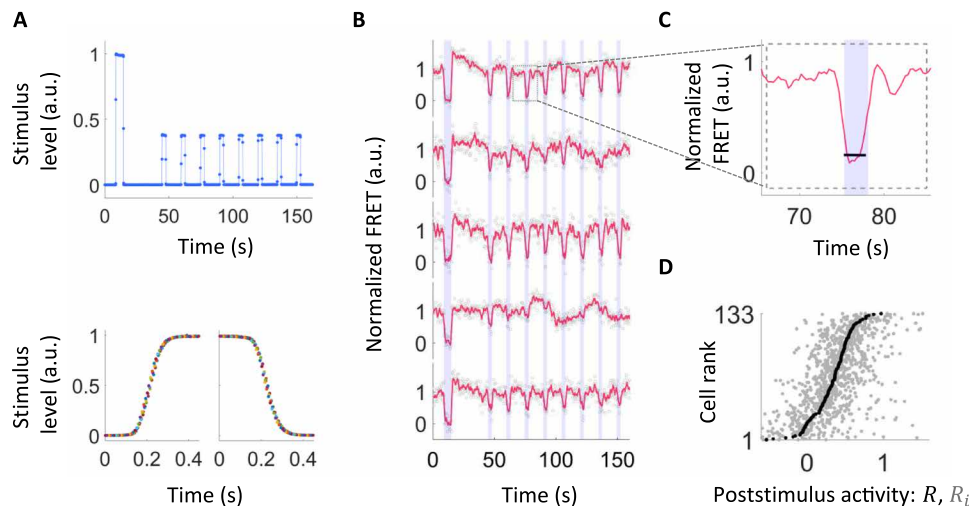 A
Stimulus
level (a.u.)
1
0.5
0
0
50
100
150
Time (s)
Stimulus
level (a.u.)
1
0.5
0
0
0.2
0.4
0
0.2
0.4
Time (s)
B
Normalized FRET (a.u.)
1
0
1
0
1
0
1
0
1
0
0
50
100
150
Time (s)
C
Normalized
FRET (a.u.)
1
0
70
80
Time (s)
D
Cell rank
133
1
0
1
Poststimulus activity: R, Rᵢ